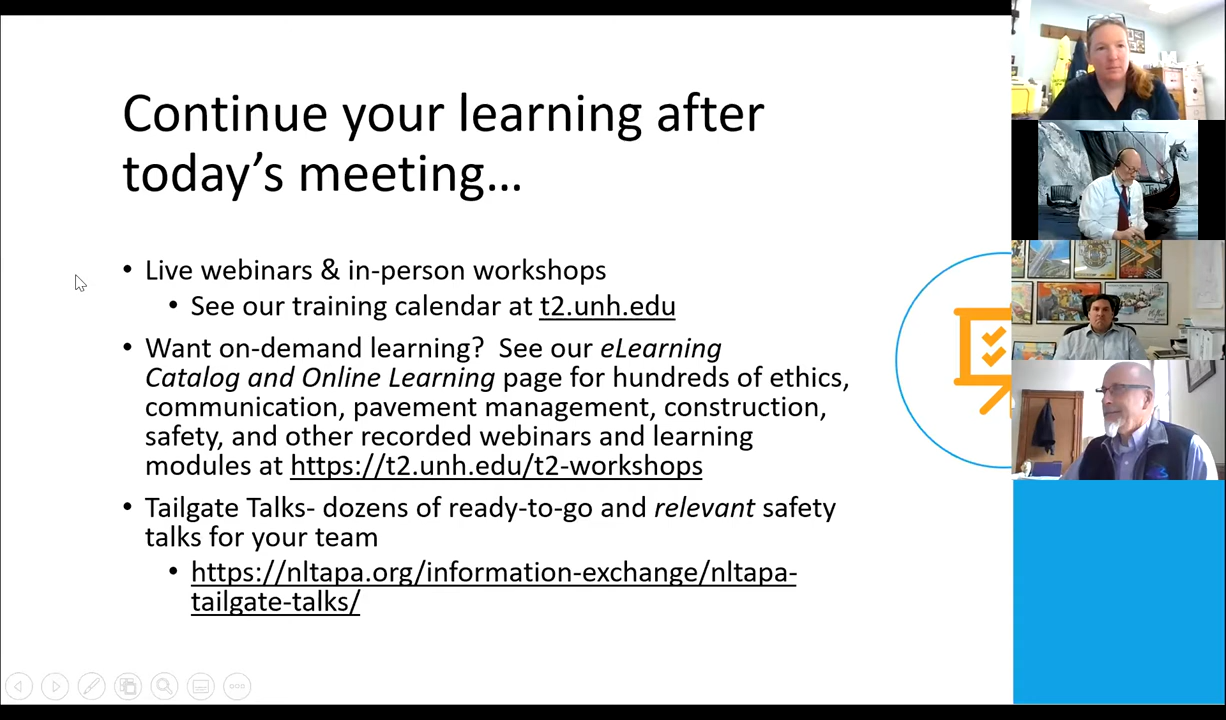 Continue your learning after
today’s meeting…
• Live webinars & in-person workshops
• See our training calendar at t2.unh.edu
• Want on-demand learning?  See our eLearning
Catalog and Online Learning page for hundreds of ethics,
communication, pavement management, construction,
safety, and other recorded webinars and learning
modules at https://t2.unh.edu/t2-workshops
• Tailgate Talks- dozens of ready-to-go and relevant safety
talks for your team
• https://nltapa.org/information-exchange/nltapa-
tailgate-talks/